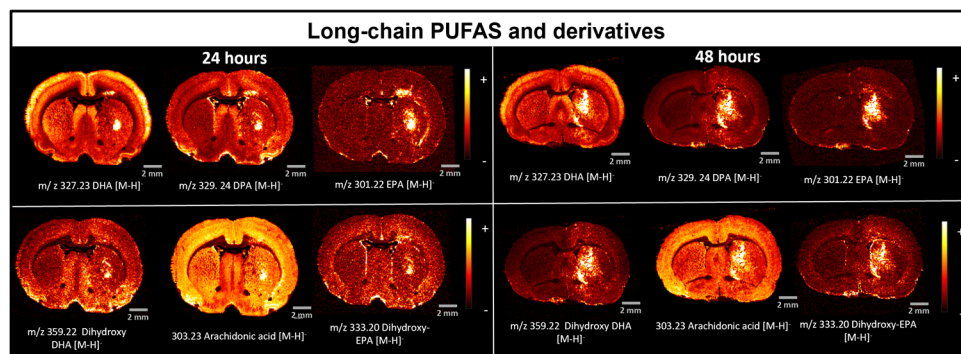 Long-chain PUFAS and derivatives
24 hours
48 hours
+
-
2 mm
2 mm
2 mm
m/ z 327.23 DHA [M-H]⁻
m/z 329. 24 DPA [M-H]⁻
m/z 301.22 EPA [M-H]⁻
+
-
2 mm
2 mm
2 mm
m/z 327.23 DHA [M-H]⁻
m/z 329. 24 DPA [M-H]⁻
m/z 301.22 EPA [M-H]⁻
+
-
2 mm
2 mm
2 mm
m/z 359.22 Dihydroxy
DHA [M-H]⁻
303.23 Arachidonic acid [M-H]⁻
m/z 333.20 Dihydroxy-
EPA [M-H]⁻
+
-
2 mm
2 mm
2 mm
m/z 359.22 Dihydroxy DHA
[M-H]⁻
303.23 Arachidonic acid [M-H]⁻
m/z 333.20 Dihydroxy-EPA
[M-H]⁻